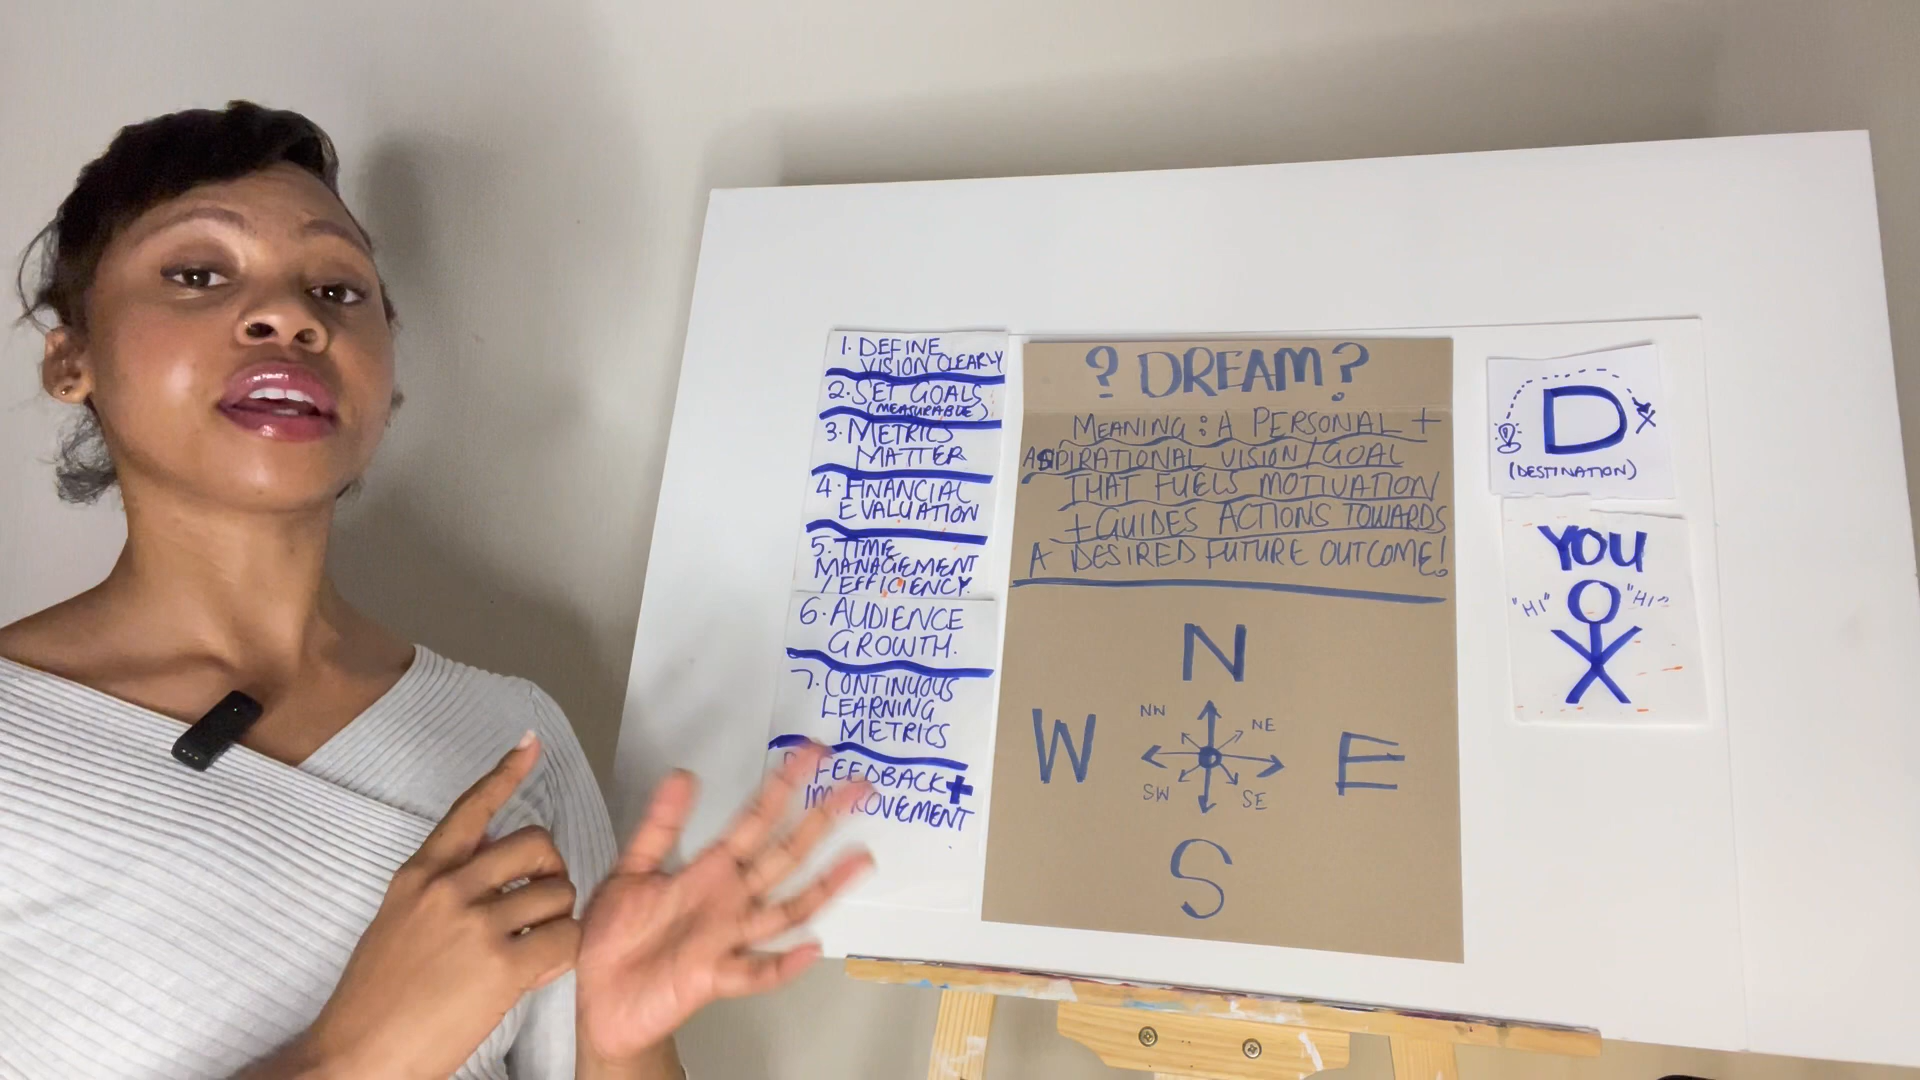 1. DEFINE
VISION CLEARLY
2. SET GOALS
(MEASURABLE)
3. METRICS
MATTER
4. FINANCIAL
EVALUATION
5. TIME
MANAGEMENT
/EFFICIENCY.
6. AUDIENCE
GROWTH.
7. CONTINUOUS
LEARNING
METRICS
FEEDBACK +
IMPROVEMENT
? DREAM?
MEANING: A PERSONAL +
ASPIRATIONAL VISION/GOAL
THAT FUELS MOTIVATION
+ GUIDES ACTIONS TOWARDS
A DESIRED FUTURE OUTCOME!
N
NW NE
W E
SW SE
S
D X
(DESTINATION)
YOU
"HI" "HI"